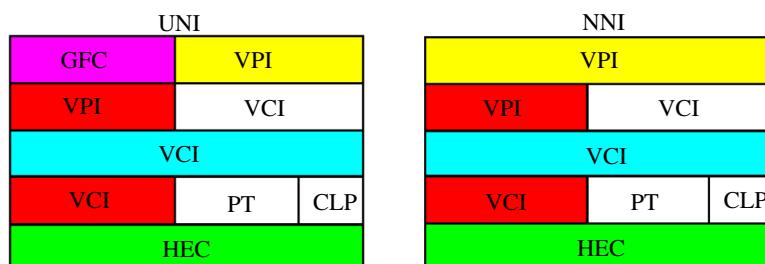 UNI
GFC VPI
VPI VCI
VCI
VCI PT CLP
HEC
NNI
VPI
VPI VCI
VCI
VCI PT CLP
HEC